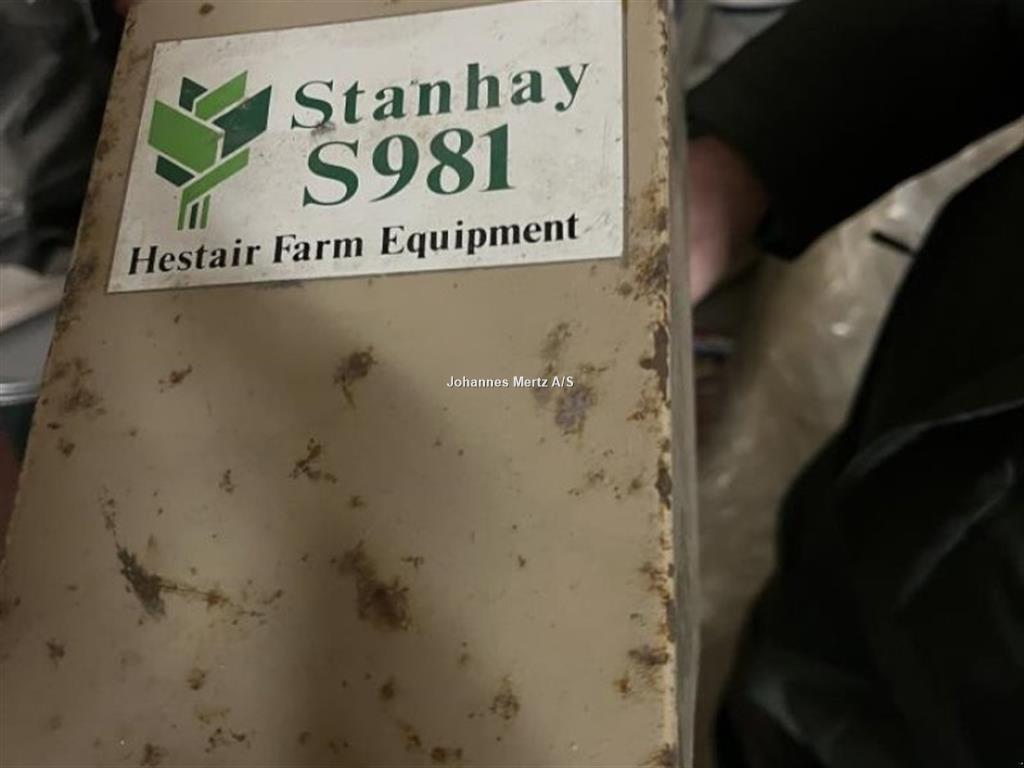 Stanhay
S981
Hestair Farm Equipment
Johannes Mertz A/S